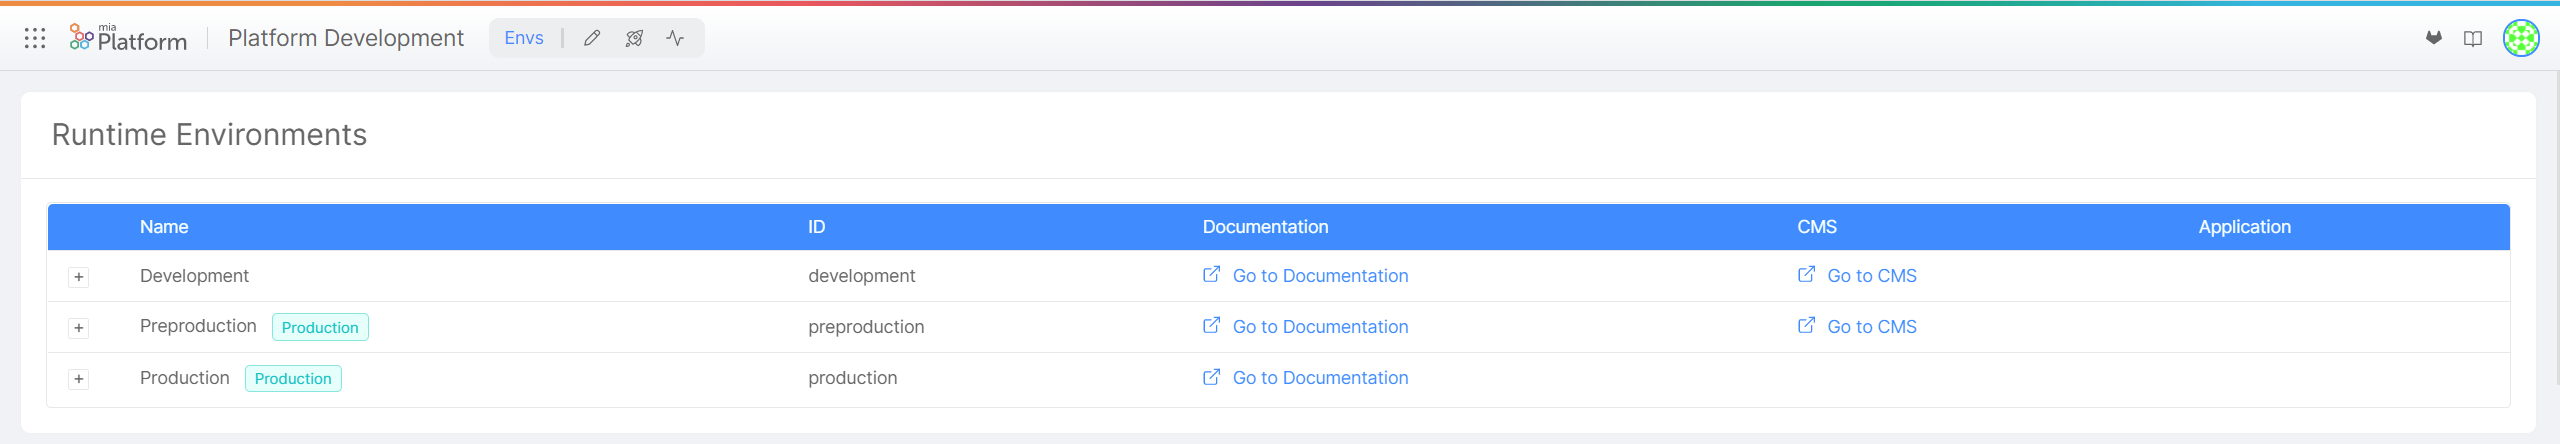 mia Platform Platform Development Envs
Runtime Environments
Name ID Documentation CMS Application
+ Development development Go to Documentation Go to CMS
+ Preproduction Production preproduction Go to Documentation Go to CMS
+ Production Production production Go to Documentation